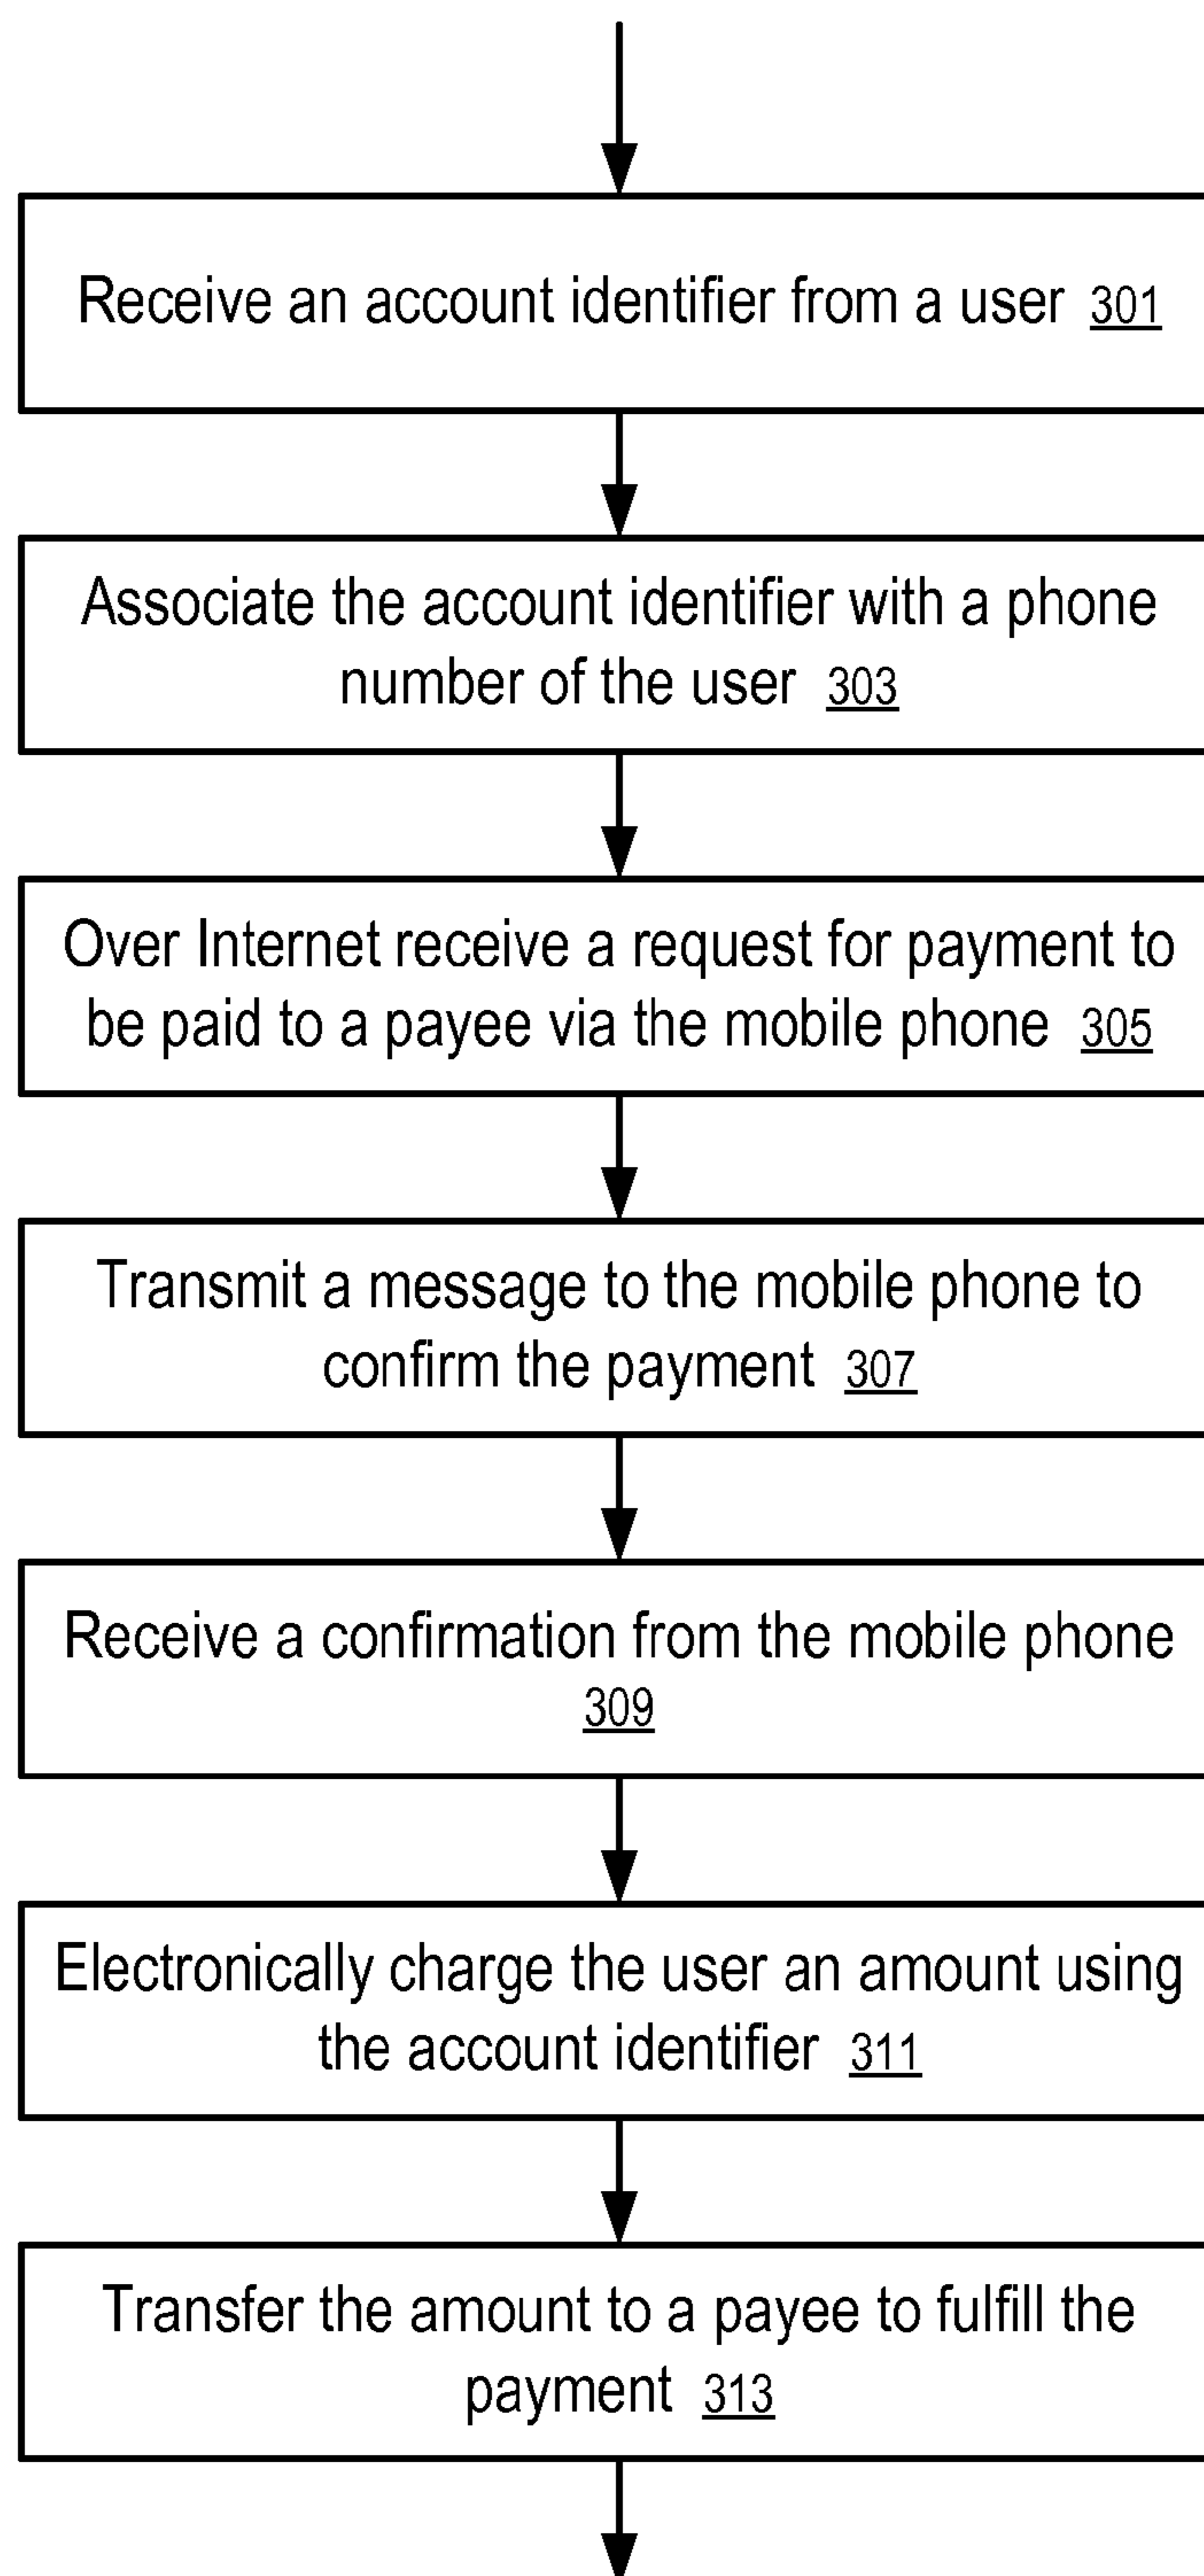 Receive an account identifier from a user 301
Associate the account identifier with a phone
number of the user 303
Over Internet receive a request for payment to
be paid to a payee via the mobile phone 305
Transmit a message to the mobile phone to
confirm the payment 307
Receive a confirmation from the mobile phone
309
Electronically charge the user an amount using
the account identifier 311
Transfer the amount to a payee to fulfill the
payment 313